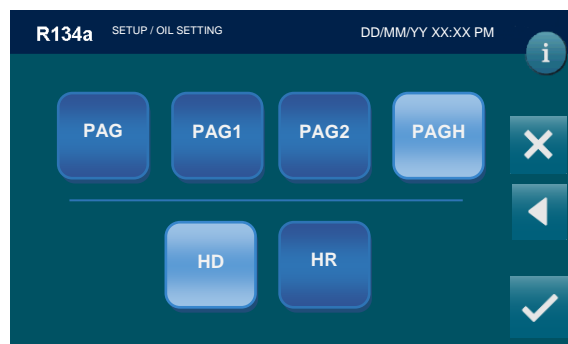 R134a SETUP / OIL SETTING DD/MM/YY XX:XX PM
i
PAG PAG1 PAG2 PAGH
HD HR